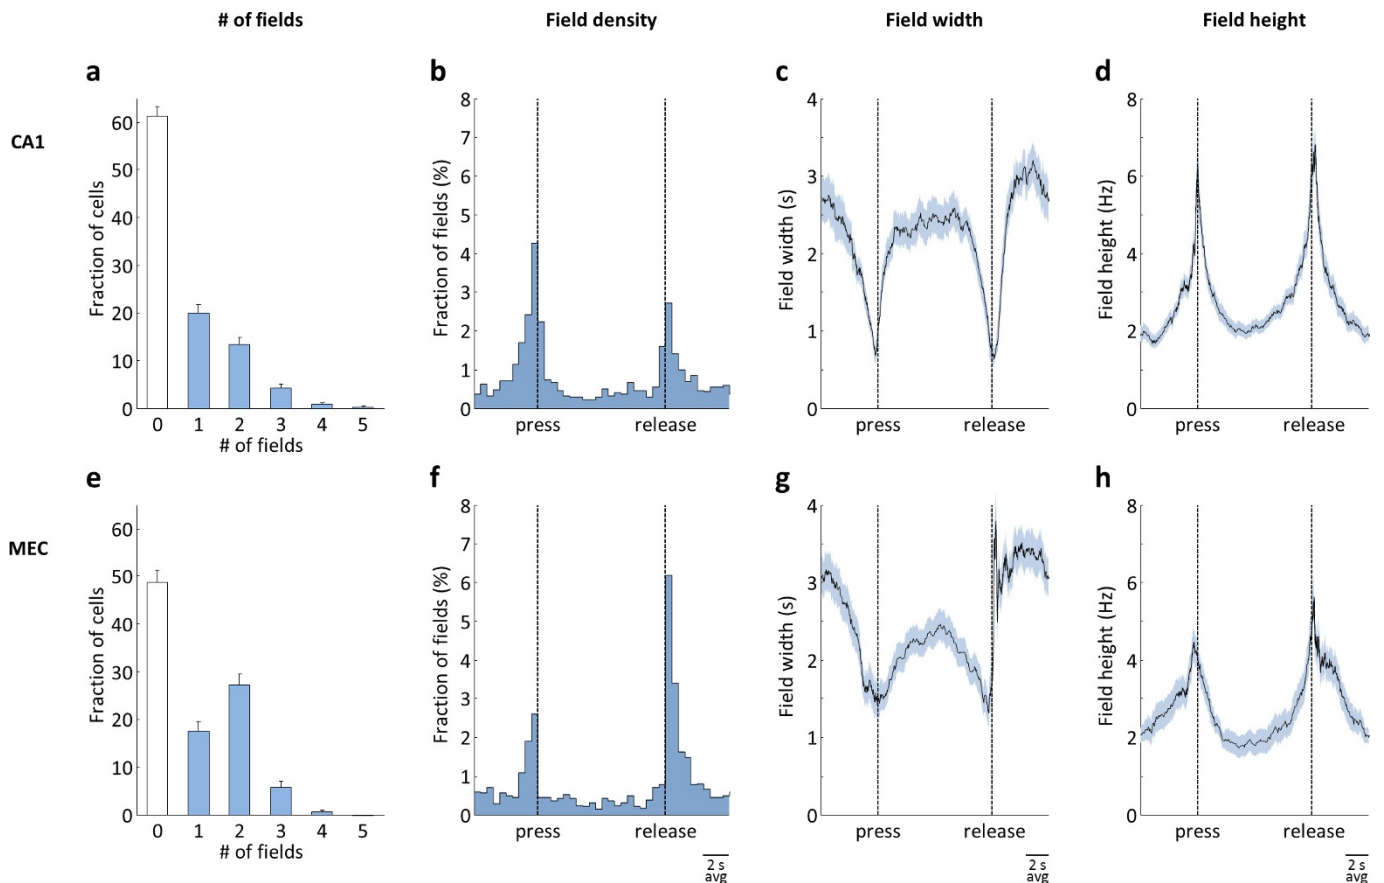 # of fields
Field density
Field width
Field height
CA1
a
Fraction of cells
60
50
40
30
20
10
0
0 1 2 3 4 5
# of fields
b
Fraction of fields (%)
8
7
6
5
4
3
2
1
0
press release
c
Field width (s)
4
3
2
1
0
press release
d
Field height (Hz)
8
6
4
2
0
press release
MEC
e
Fraction of cells
60
50
40
30
20
10
0
0 1 2 3 4 5
# of fields
f
Fraction of fields (%)
8
7
6
5
4
3
2
1
0
press release
2 s
avg
g
Field width (s)
4
3
2
1
0
press release
2 s
avg
h
Field height (Hz)
8
6
4
2
0
press release
2 s
avg